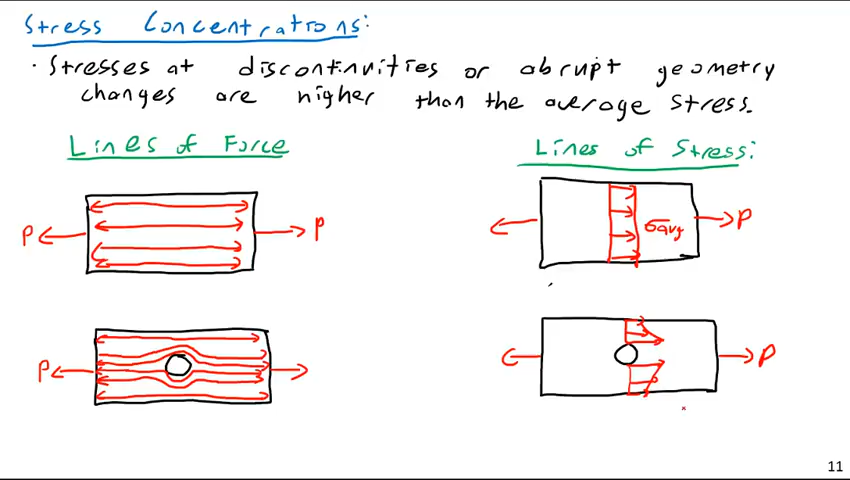 Stress Concentrations:
· Stresses at discontinuities or abrupt geometry
changes are higher than the average stress.
Lines of Force
Lines of Stress:
P
P
σavg
P
P
P
11